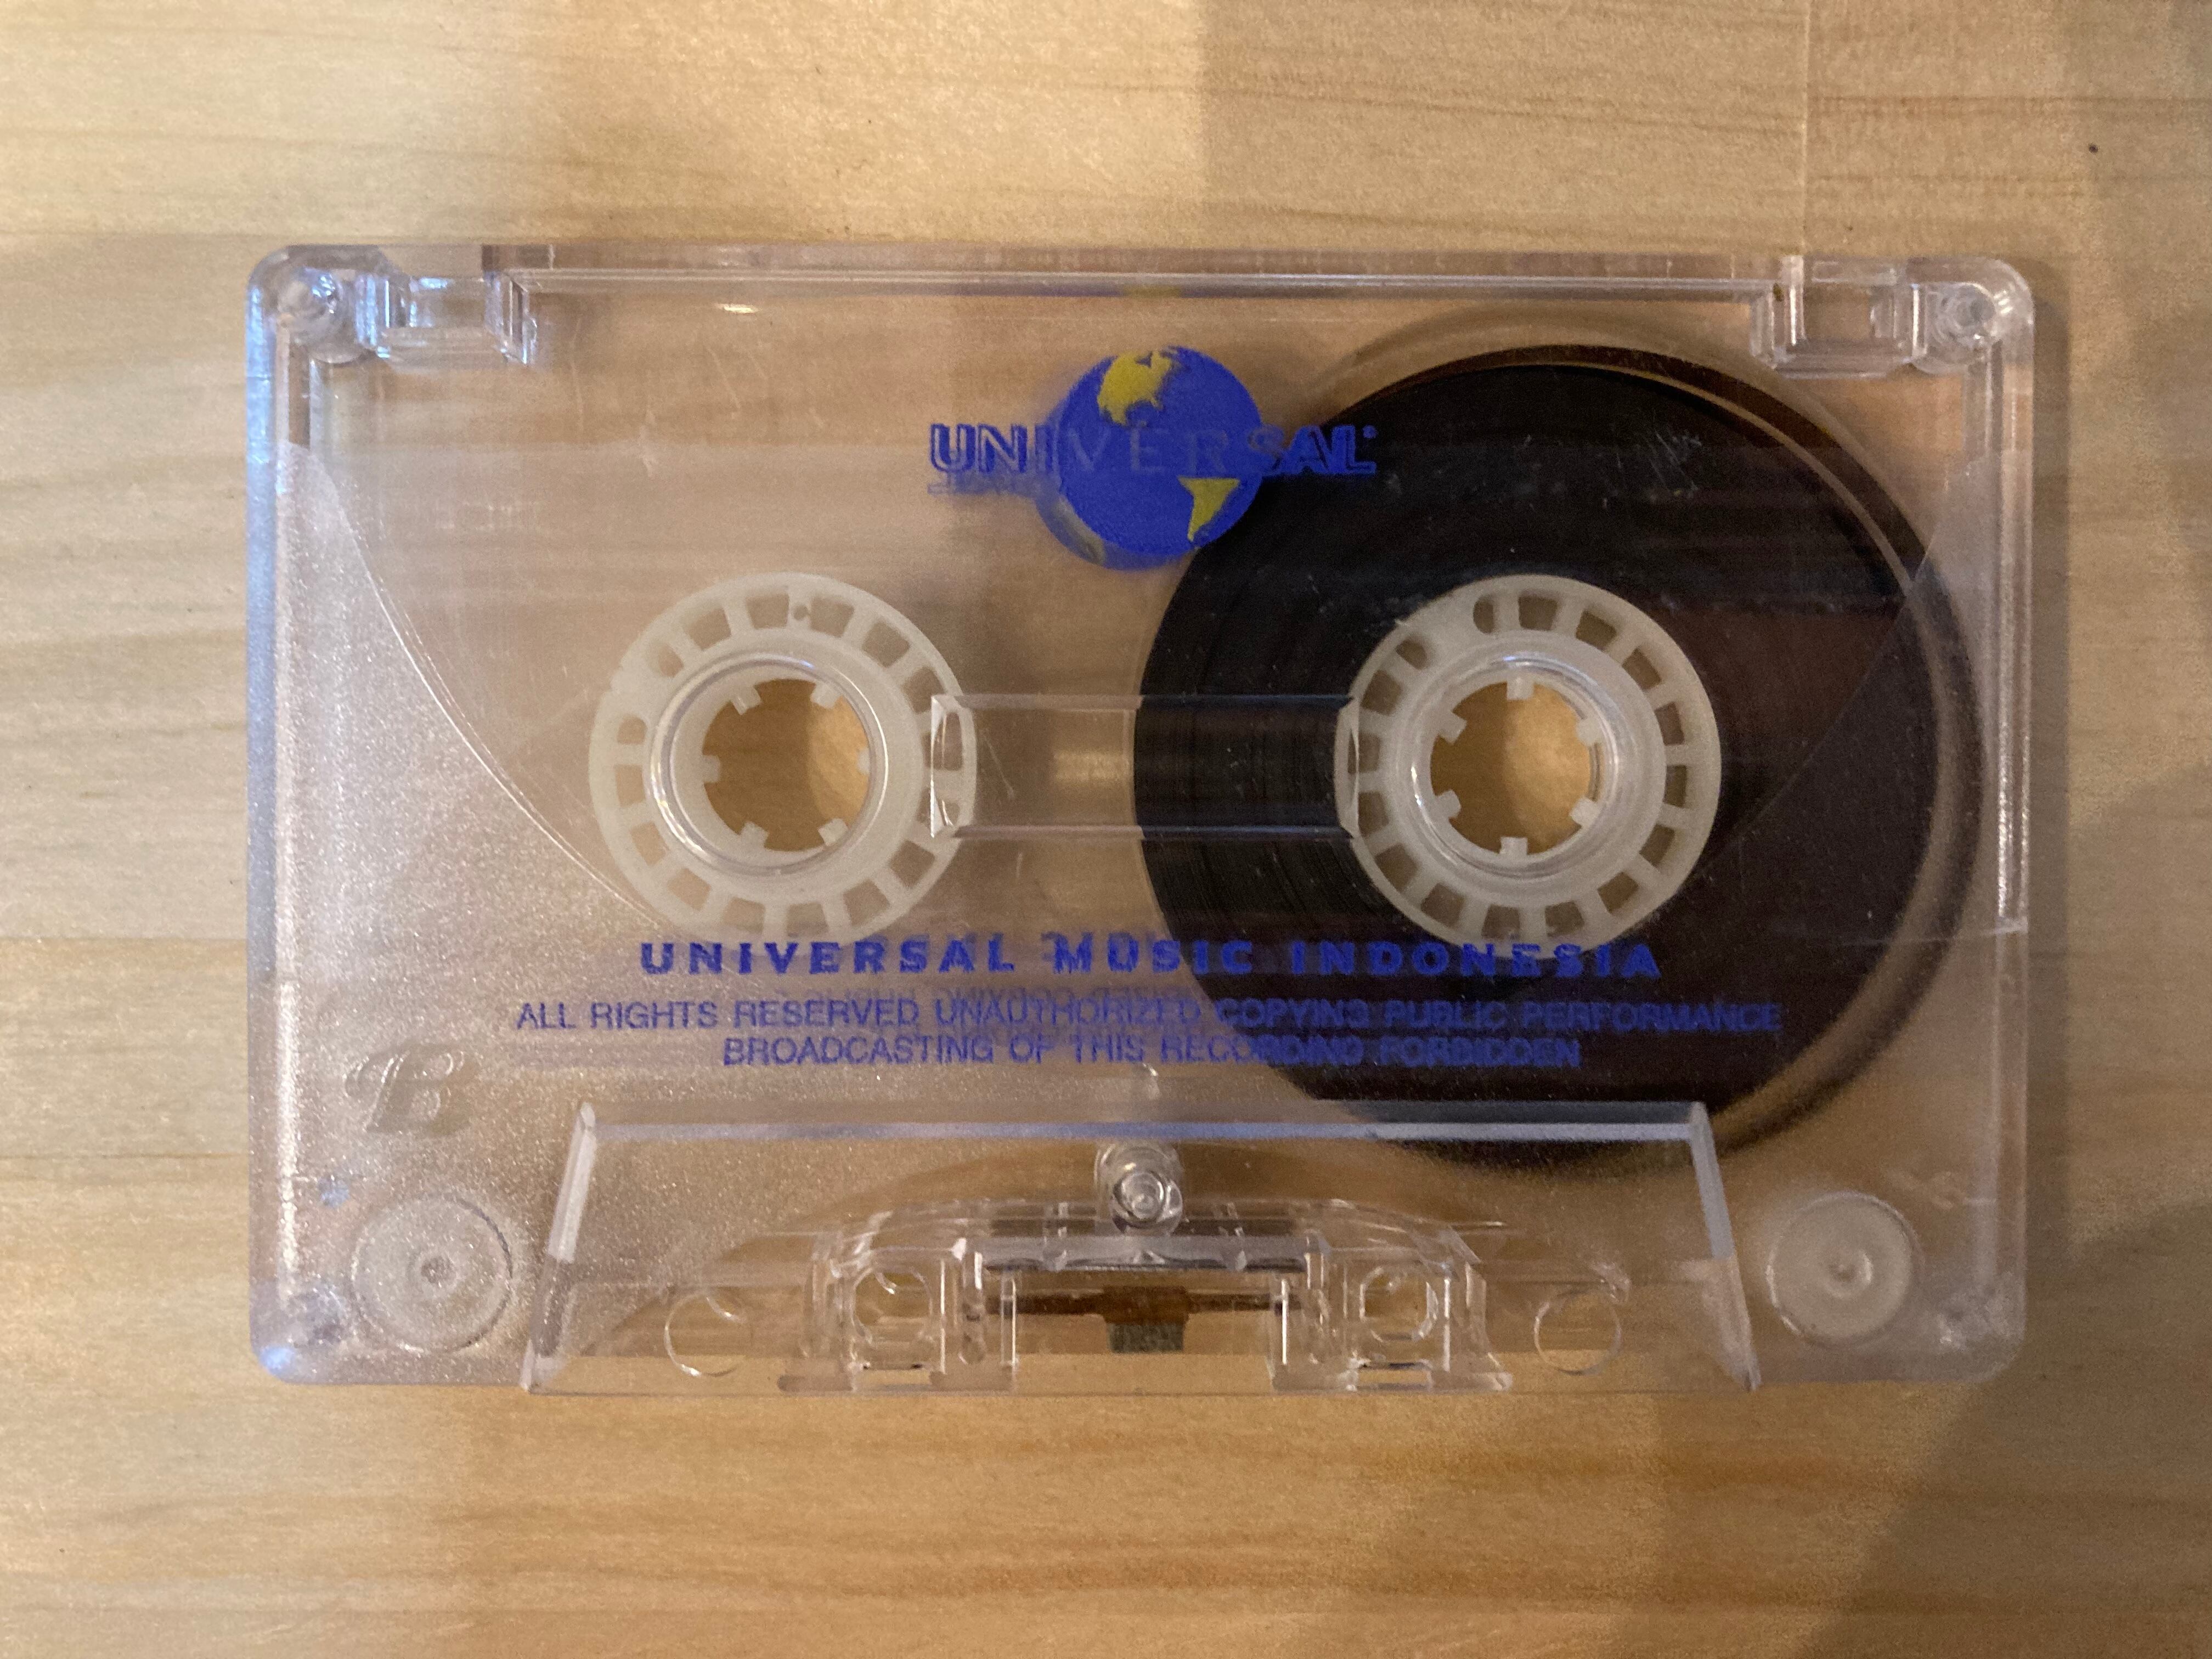 UNIVERSAL
UNIVERSAL MUSIC INDONESIA
ALL RIGHTS RESERVED UNAUTHORIZED COPYING PUBLIC PERFORMANCE
BROADCASTING OF THIS RECORDING FORBIDDEN
B